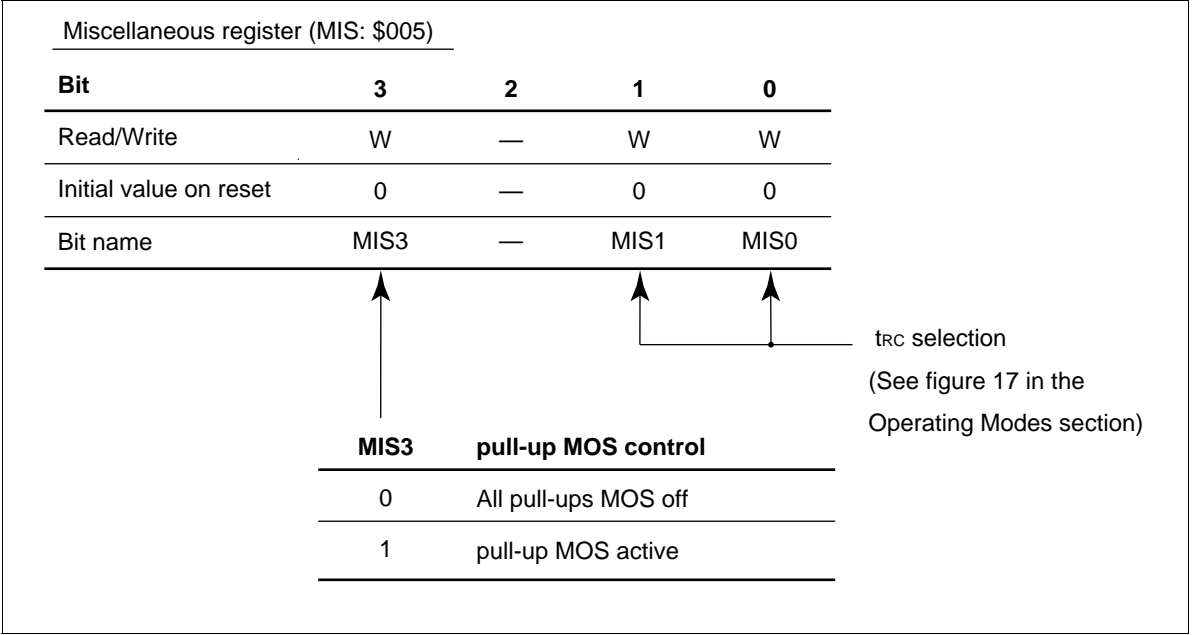 Miscellaneous register (MIS: $005)
Bit 3 2 1 0
Read/Write W — W W
Initial value on reset 0 — 0 0
Bit name MIS3 — MIS1 MIS0
tRC selection
(See figure 17 in the
Operating Modes section)
MIS3 pull-up MOS control
0 All pull-ups MOS off
1 pull-up MOS active